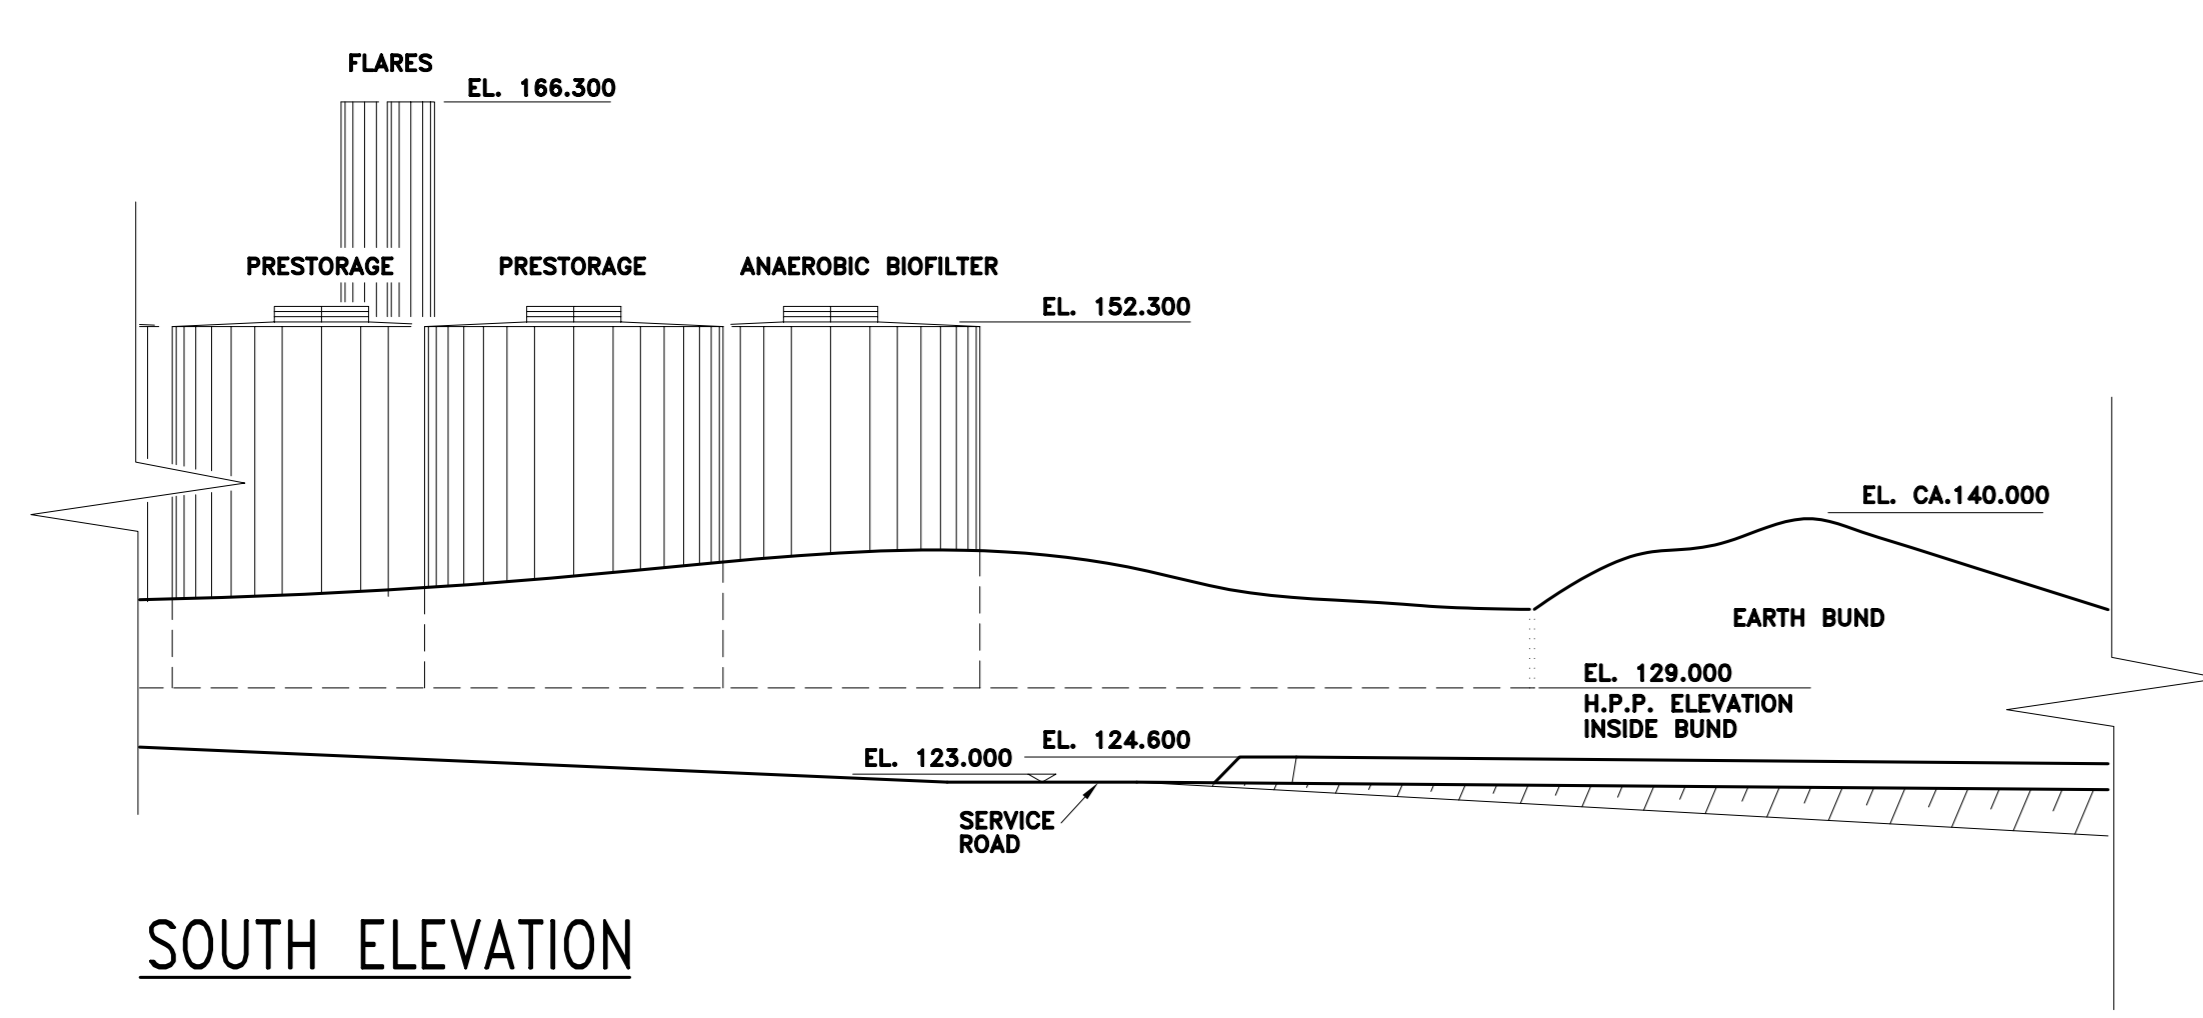 FLARES
EL. 166.300
PRESTORAGE
PRESTORAGE
ANAEROBIC BIOFILTER
EL. 152.300
EL. CA.140.000
EARTH BUND
EL. 129.000
H.P.P. ELEVATION
INSIDE BUND
EL. 124.600
EL. 123.000
SERVICE
ROAD
SOUTH ELEVATION